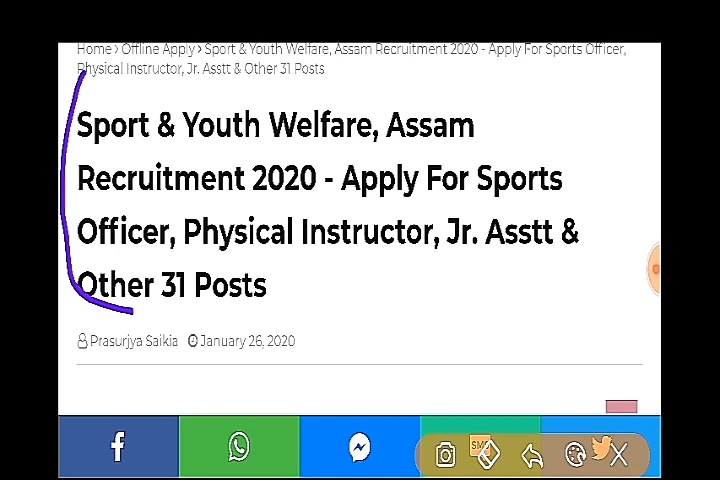 Home › Offline Apply › Sport & Youth Welfare, Assam Recruitment 2020 - Apply For Sports Officer,
Physical Instructor, Jr. Asstt & Other 31 Posts
Sport & Youth Welfare, Assam
Recruitment 2020 - Apply For Sports
Officer, Physical Instructor, Jr. Asstt &
Other 31 Posts
Prasurjya Saikia January 26, 2020
SMS